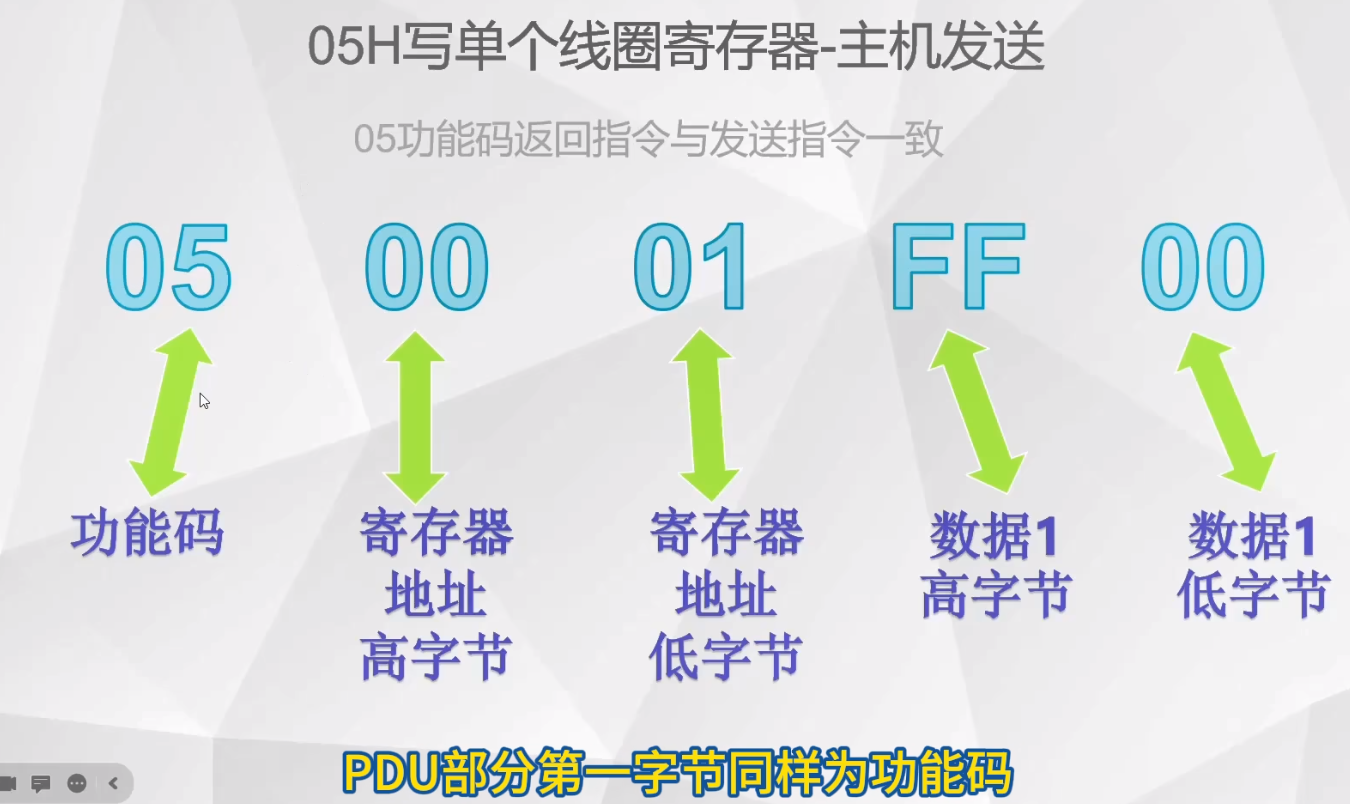 05H写单个线圈寄存器-主机发送
05功能码返回指令与发送指令一致
05 00 01 FF 00
功能码
寄存器
地址
高字节
寄存器
地址
低字节
数据1
高字节
数据1
低字节
PDU部分第一字节同样为功能码